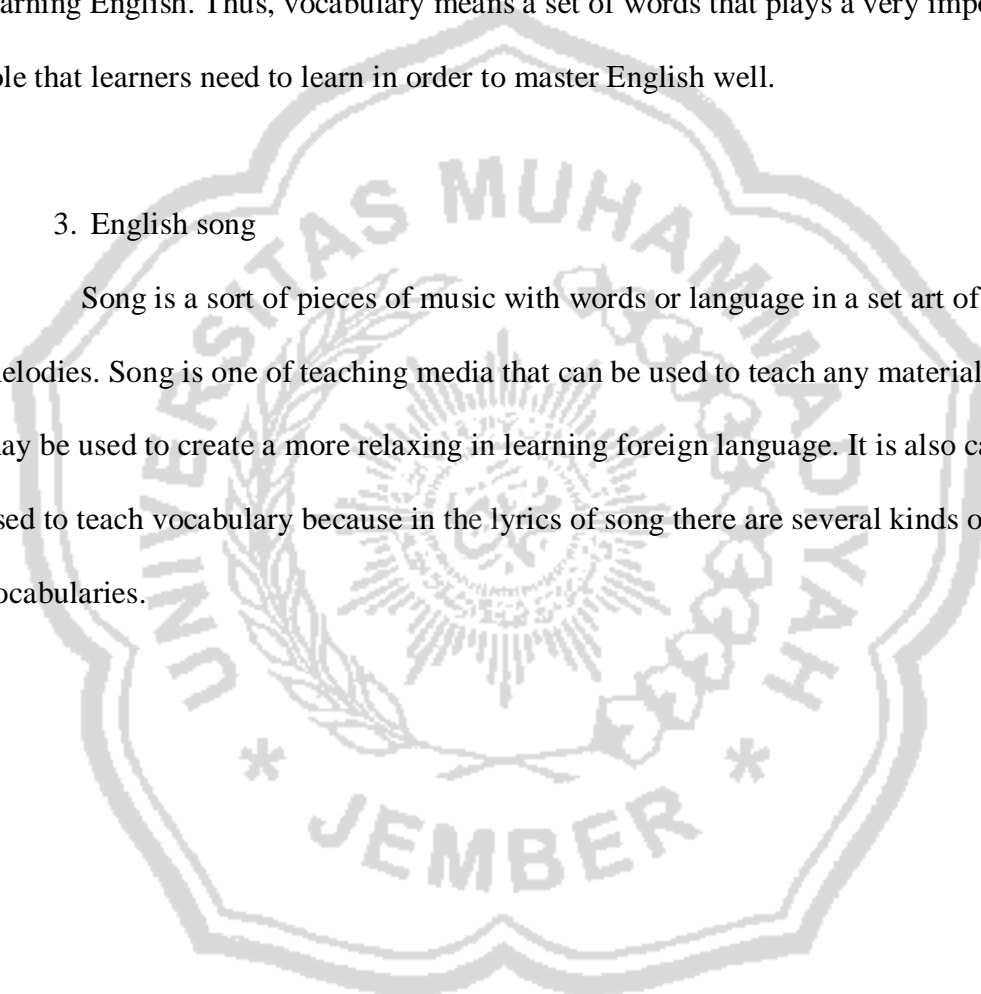 arning English. Thus, vocabulary means a set of words that plays a very impo
ole that learners need to learn in order to master English well.
3. English song
Song is a sort of pieces of music with words or language in a set art of
elodies. Song is one of teaching media that can be used to teach any material
ay be used to create a more relaxing in learning foreign language. It is also ca
sed to teach vocabulary because in the lyrics of song there are several kinds o
ocabularies.
UNIVERSITAS MUHAMMADIYAH
* JEMBER *